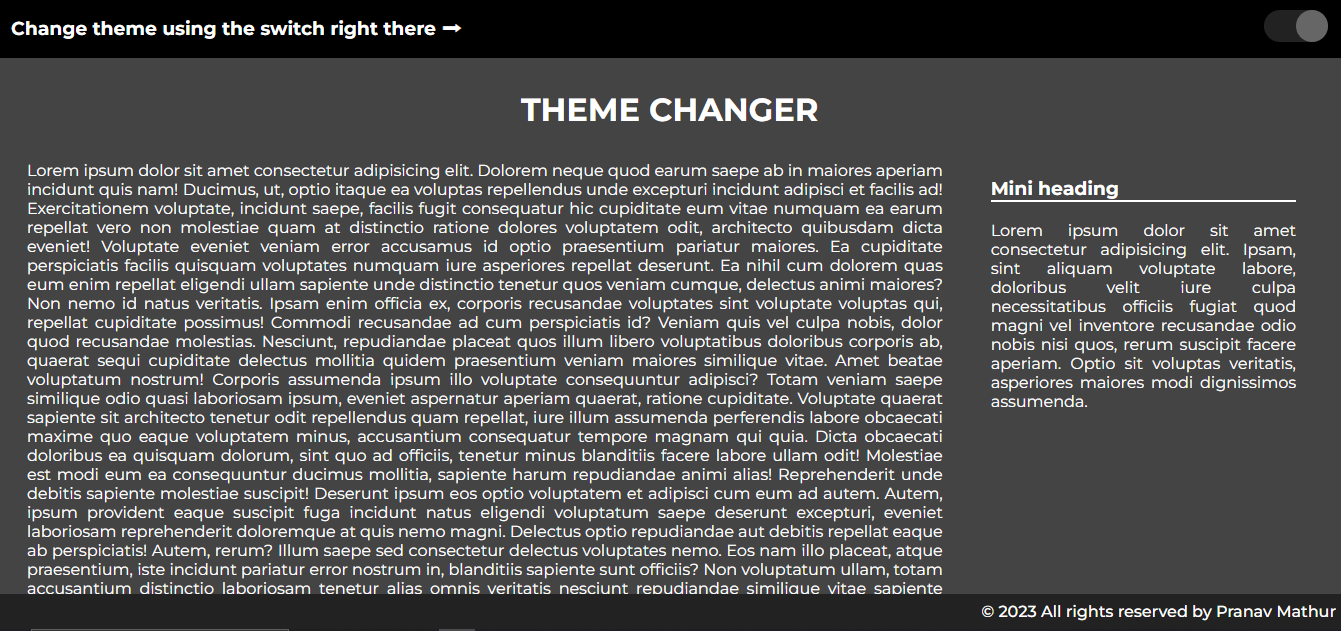 Change theme using the switch right there ➞
THEME CHANGER
Lorem ipsum dolor sit amet consectetur adipisicing elit. Dolorem neque quod earum saepe ab in maiores aperiam
incidunt quis nam! Ducimus, ut, optio itaque ea voluptas repellendus unde excepturi incidunt adipisci et facilis ad!
Exercitationem voluptate, incidunt saepe, facilis fugit consequatur hic cupiditate eum vitae numquam ea earum
repellat vero non molestiae quam at distinctio ratione dolores voluptatem odit, architecto quibusdam dicta
eveniet! Voluptate eveniet veniam error accusamus id optio praesentium pariatur maiores. Ea cupiditate
perspiciatis facilis quisquam voluptates numquam iure asperiores repellat deserunt. Ea nihil cum dolorem quas
eum enim repellat eligendi ullam sapiente unde distinctio tenetur quos veniam cumque, delectus animi maiores?
Non nemo id natus veritatis. Ipsam enim officia ex, corporis recusandae voluptates sint voluptate voluptas qui,
repellat cupiditate possimus! Commodi recusandae ad cum perspiciatis id? Veniam quis vel culpa nobis, dolor
quod recusandae molestias. Nesciunt, repudiandae placeat quos illum libero voluptatibus doloribus corporis ab,
quaerat sequi cupiditate delectus mollitia quidem praesentium veniam maiores similique vitae. Amet beatae
voluptatum nostrum! Corporis assumenda ipsum illo voluptate consequuntur adipisci? Totam veniam saepe
similique odio quasi laboriosam ipsum, eveniet aspernatur aperiam quaerat, ratione cupiditate. Voluptate quaerat
sapiente sit architecto tenetur odit repellendus quam repellat, iure illum assumenda perferendis labore obcaecati
maxime quo eaque voluptatem minus, accusantium consequatur tempore magnam qui quia. Dicta obcaecati
doloribus ea quisquam dolorum, sint quo ad officiis, tenetur minus blanditiis facere labore ullam odit! Molestiae
est modi eum ea consequuntur ducimus mollitia, sapiente harum repudiandae animi alias! Reprehenderit unde
debitis sapiente molestiae suscipit! Deserunt ipsum eos optio voluptatem et adipisci cum eum ad autem. Autem,
ipsum provident eaque suscipit fuga incidunt natus eligendi voluptatum saepe deserunt excepturi, eveniet
laboriosam reprehenderit doloremque at quis nemo magni. Delectus optio repudiandae aut debitis repellat eaque
ab perspiciatis! Autem, rerum? Illum saepe sed consectetur delectus voluptates nemo. Eos nam illo placeat, atque
praesentium, iste incidunt pariatur error nostrum in, blanditiis sapiente sunt officiis? Non voluptatum ullam, totam
accusantium distinctio laboriosam tenetur alias omnis veritatis nesciunt repudiandae similique vitae sapiente
Mini heading
Lorem ipsum dolor sit amet
consectetur adipisicing elit. Ipsam,
sint aliquam voluptate labore,
doloribus velit iure culpa
necessitatibus officiis fugiat quod
magni vel inventore recusandae odio
nobis nisi quos, rerum suscipit facere
aperiam. Optio sit voluptas veritatis,
asperiores maiores modi dignissimos
assumenda.
© 2023 All rights reserved by Pranav Mathur